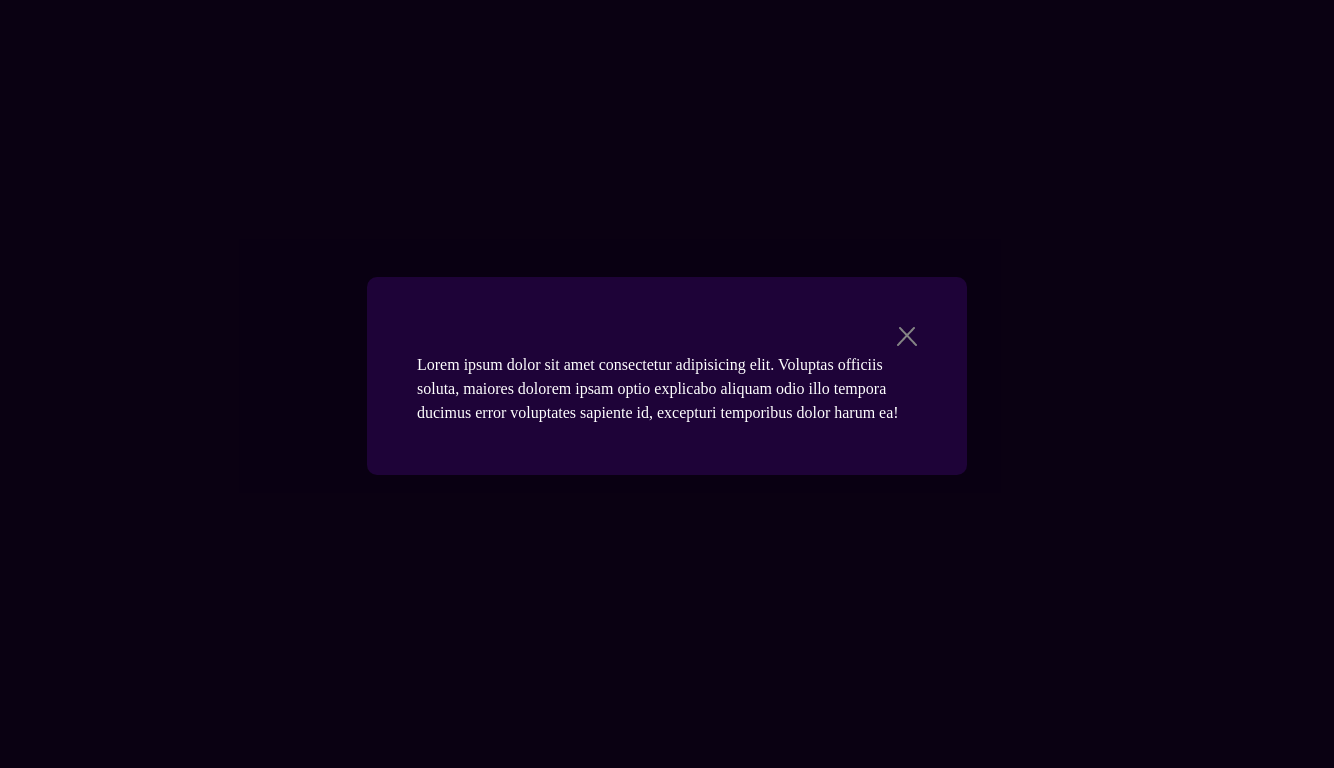 Lorem ipsum dolor sit amet consectetur adipisicing elit. Voluptas officiis
soluta, maiores dolorem ipsam optio explicabo aliquam odio illo tempora
ducimus error voluptates sapiente id, excepturi temporibus dolor harum ea!